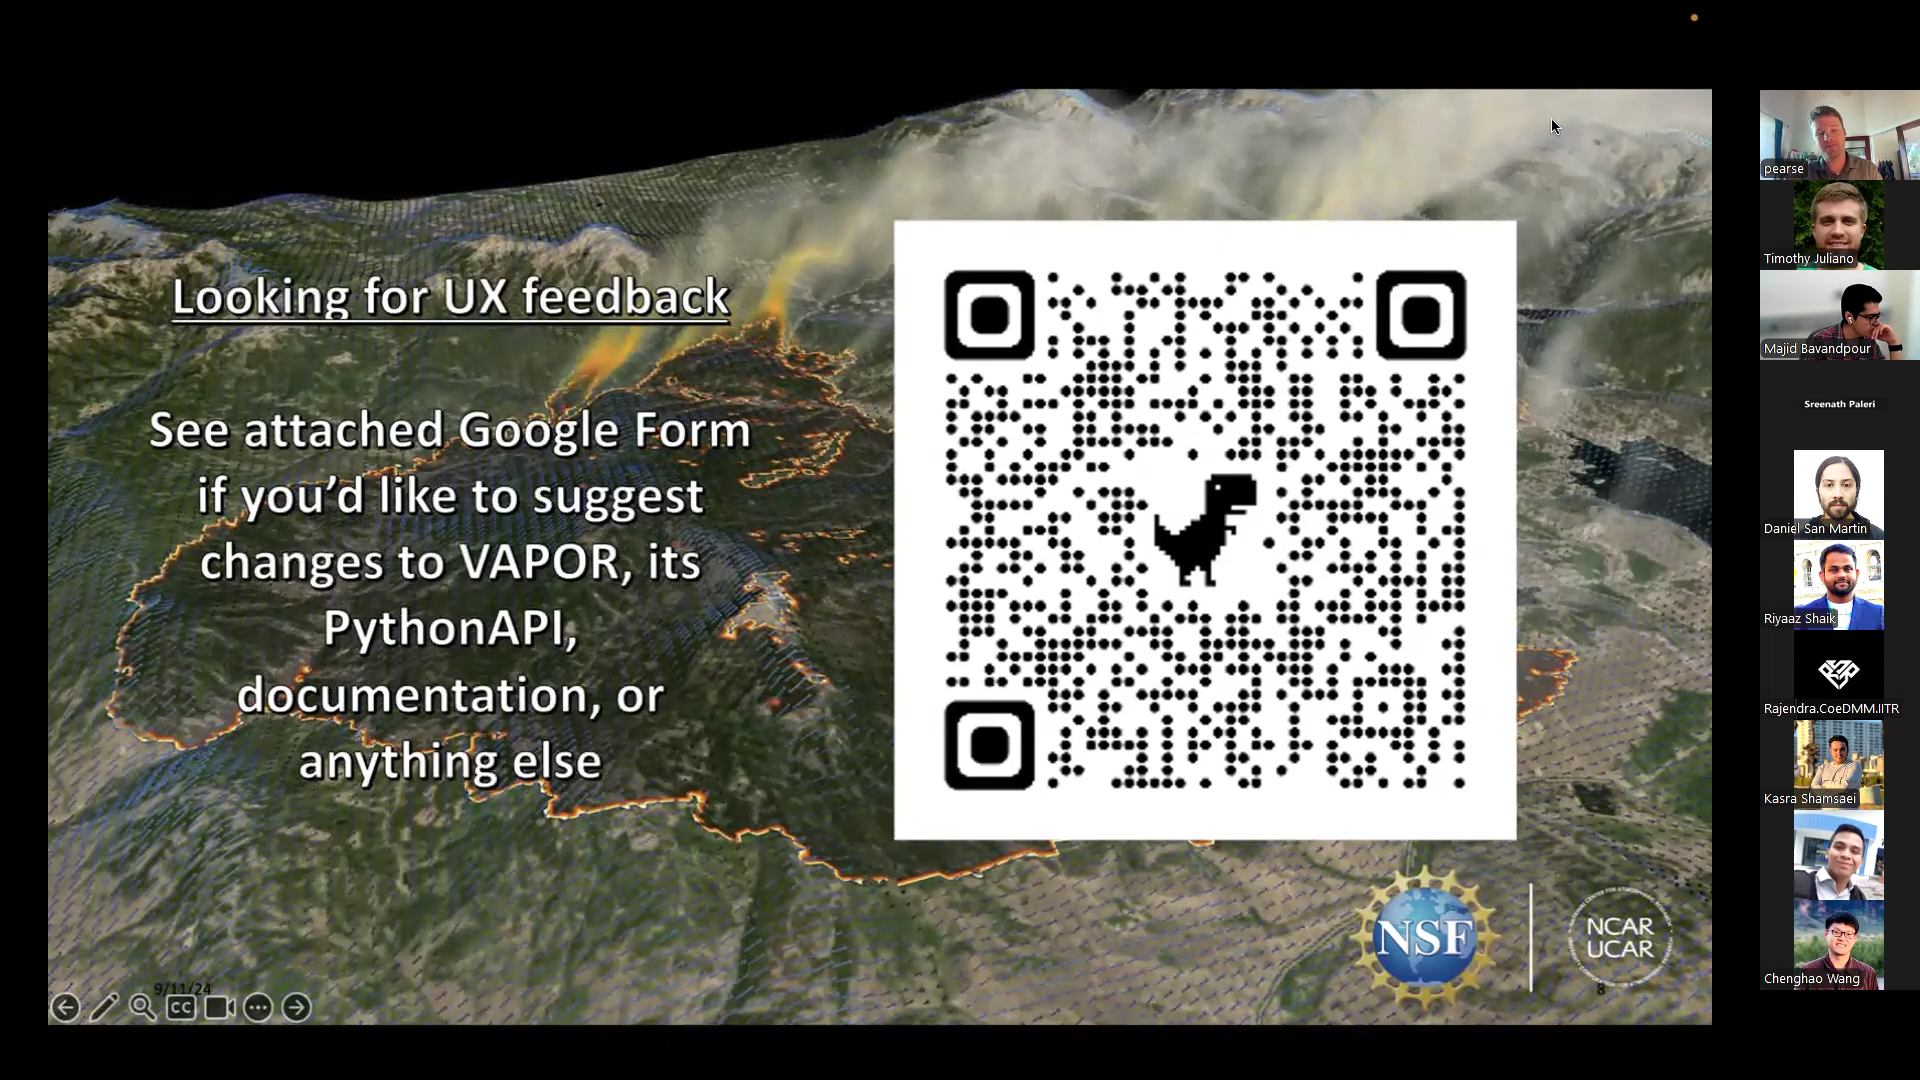 Looking for UX feedback
See attached Google Form
if you’d like to suggest
changes to VAPOR, its
PythonAPI,
documentation, or
anything else
NSF
NCAR
UCAR
9/11/24
8
CC
pearse
Timothy Juliano
Majid Bavandpour
Sreenath Paleri
Daniel San Martin
Riyaaz Shaik
Rajendra.CoeDMM.IITR
Kasra Shamsaei
Chenghao Wang